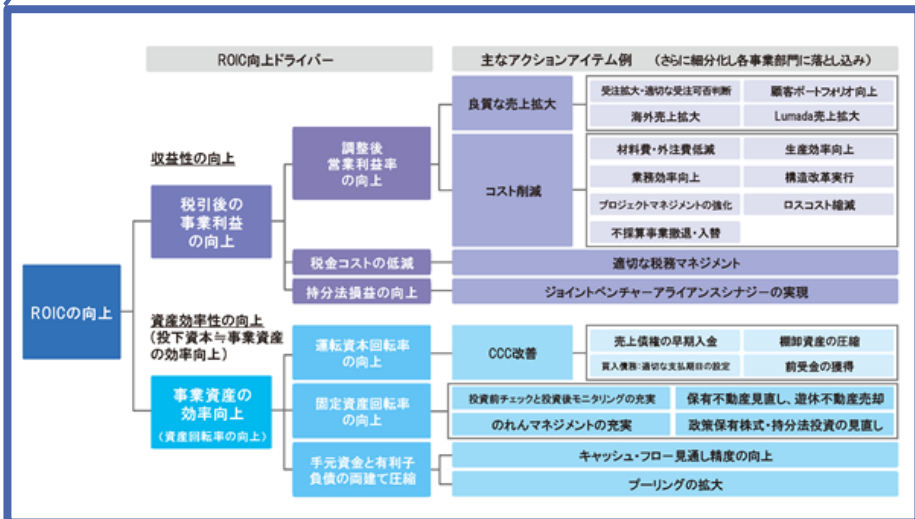 ROIC向上ドライバー
主なアクションアイテム例 （さらに細分化し各事業部門に落とし込み）
ROICの向上
収益性の向上
税引後の
事業利益
の向上
調整後
営業利益率
の向上
良質な売上拡大
受注拡大・適切な受注可否判断
顧客ポートフォリオ向上
海外売上拡大
Lumada売上拡大
コスト削減
材料費・外注費低減
生産効率向上
業務効率向上
構造改革実行
プロジェクトマネジメントの強化
ロスコスト縮減
不採算事業撤退・入替
税金コストの低減
適切な税務マネジメント
持分法損益の向上
ジョイントベンチャーアライアンスシナジーの実現
資産効率性の向上
(投下資本≒事業資産
の効率向上)
事業資産の
効率向上
(資産回転率の向上)
運転資本回転率
の向上
CCC改善
売上債権の早期入金
棚卸資産の圧縮
買入債務：適切な支払期日の設定
前受金の獲得
固定資産回転率
の向上
投資前チェックと投資後モニタリングの充実
保有不動産見直し、遊休不動産売却
のれんマネジメントの充実
政策保有株式・持分法投資の見直し
手元資金と有利子
負債の両建て圧縮
キャッシュ・フロー見通し精度の向上
プーリングの拡大